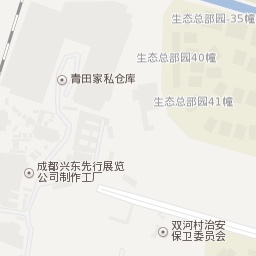 生态总部园-35幢
生态总部园40幢
青田家私仓库
生态总部园41幢
成都兴东先行展览
公司制作工厂
双河村治安
保卫委员会